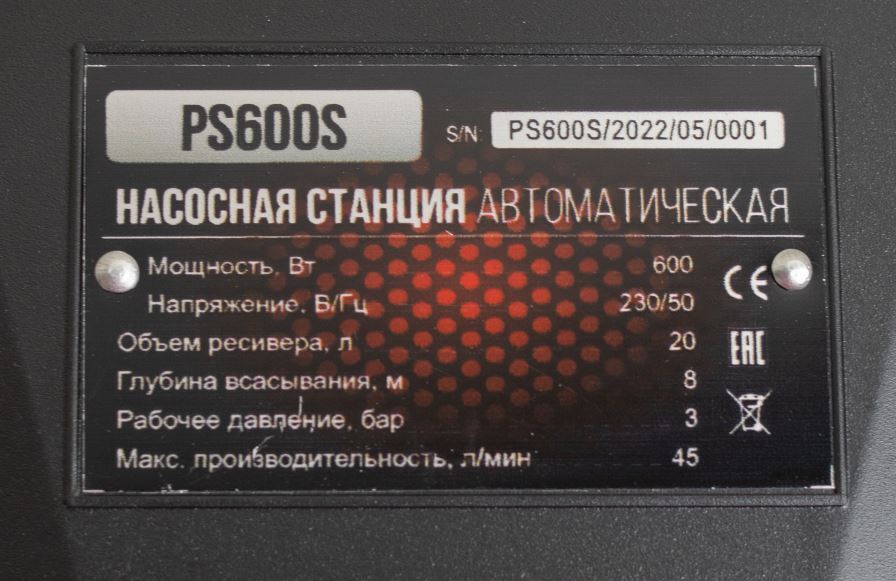 PS600S
S/N: PS600S/2022/05/0001
НАСОСНАЯ СТАНЦИЯ АВТОМАТИЧЕСКАЯ
Мощность, Вт 600
Напряжение, В/Гц 230/50
Объем ресивера, л 20
Глубина всасывания, м 8
Рабочее давление, бар 3
Макс. производительность, л/мин 45
CE
EAC